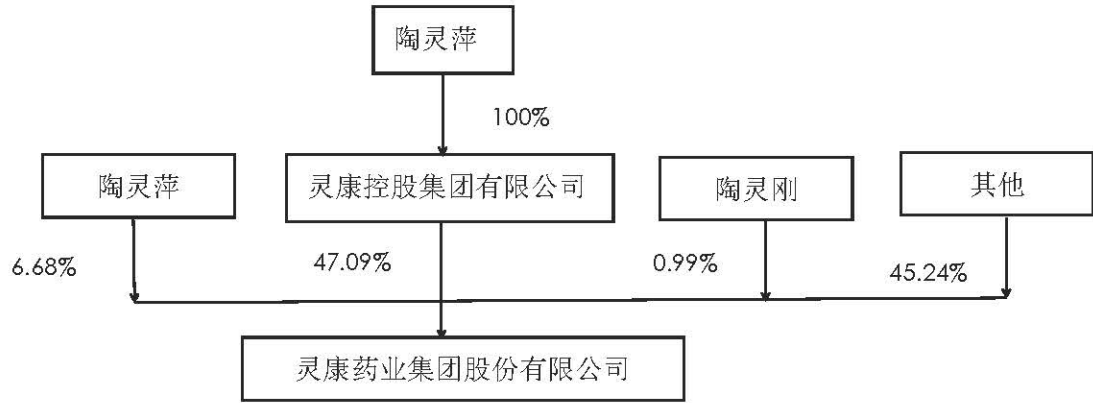 陶灵萍
100%
陶灵萍
灵康控股集团有限公司
陶灵刚
其他
6.68%
47.09%
0.99%
45.24%
灵康药业集团股份有限公司